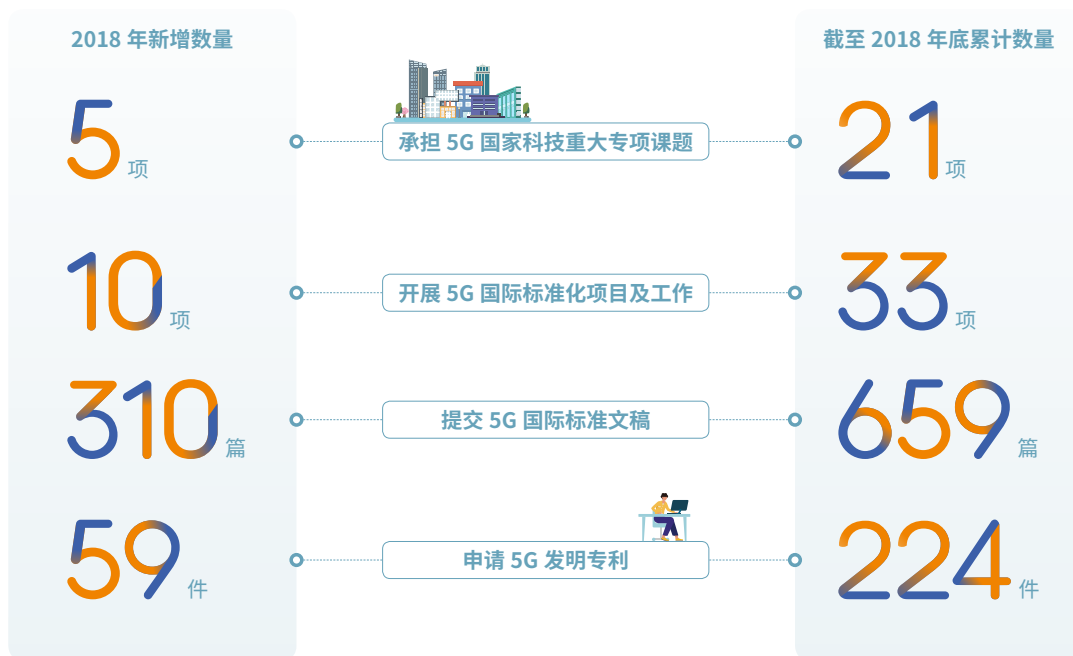 2018 年新增数量
截至 2018 年底累计数量
5 项
承担 5G 国家科技重大专项课题
21 项
10 项
开展 5G 国际标准化项目及工作
33 项
310 篇
提交 5G 国际标准文稿
659 篇
59 件
申请 5G 发明专利
224 件